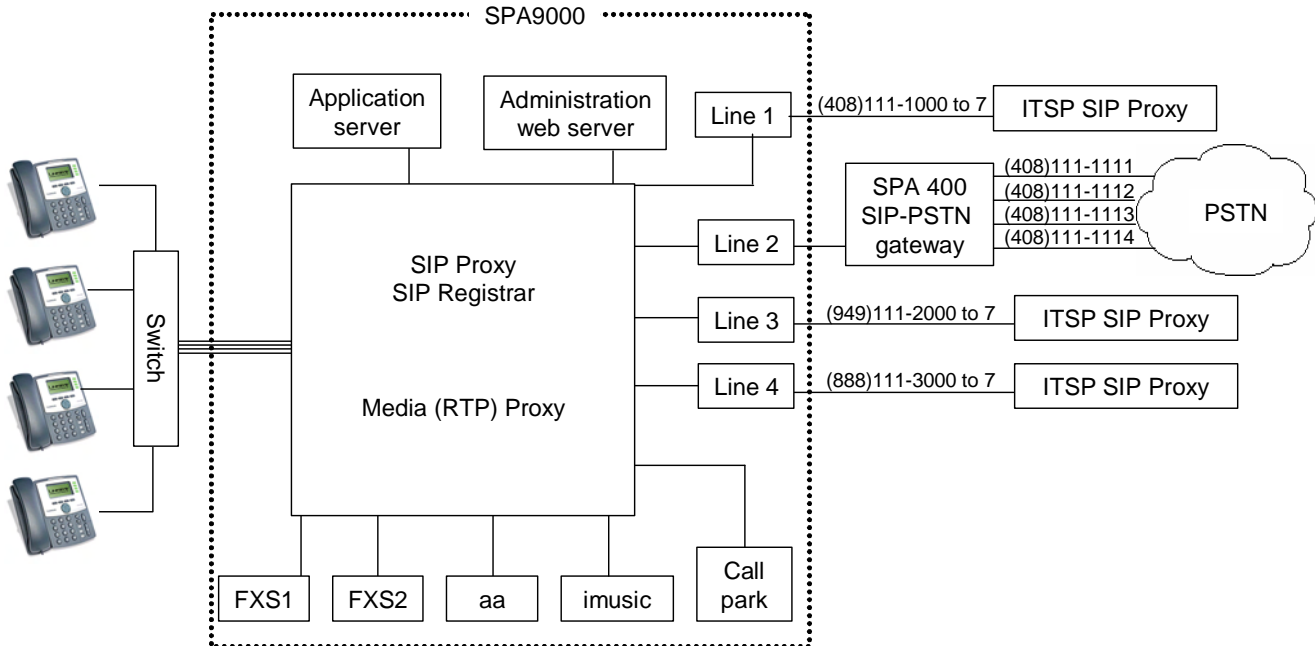 SPA9000
Application
server
Administration
web server
Line 1
(408)111-1000 to 7
ITSP SIP Proxy
SPA 400
SIP-PSTN
gateway
(408)111-1111
(408)111-1112
(408)111-1113
(408)111-1114
PSTN
Line 2
SIP Proxy
SIP Registrar
Switch
Line 3
(949)111-2000 to 7
ITSP SIP Proxy
Line 4
(888)111-3000 to 7
ITSP SIP Proxy
Media (RTP) Proxy
FXS1
FXS2
aa
imusic
Call
park